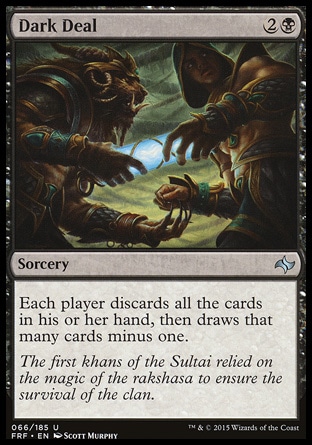 Dark Deal 2
Sorcery
Each player discards all the cards
in his or her hand, then draws that
many cards minus one.
The first khans of the Sultai relied on
the magic of the rakshasa to ensure the
survival of the clan.
066/185 U
FRF • EN SCOTT MURPHY ™ & © 2015 Wizards of the Coast